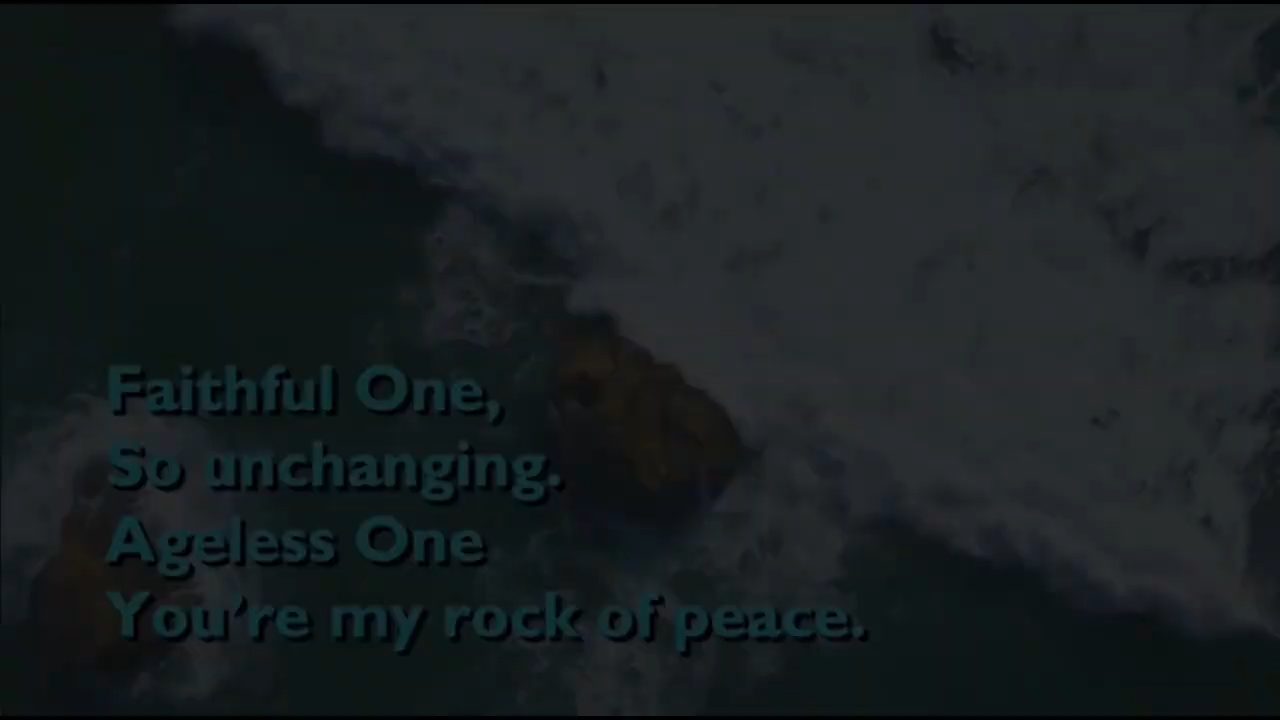 Faithful One,
So unchanging.
Ageless One
You're my rock of peace.